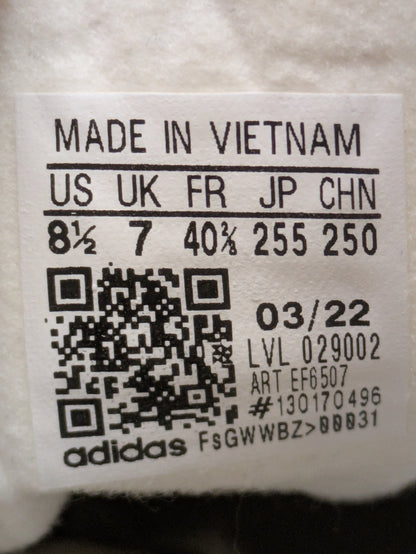 MADE IN VIETNAM
US UK FR JP CHN
8½ 7 40⅔ 255 250
03/22
LVL 029002
ART EF6507
#130170496
adidas FsGWWBZ>00031